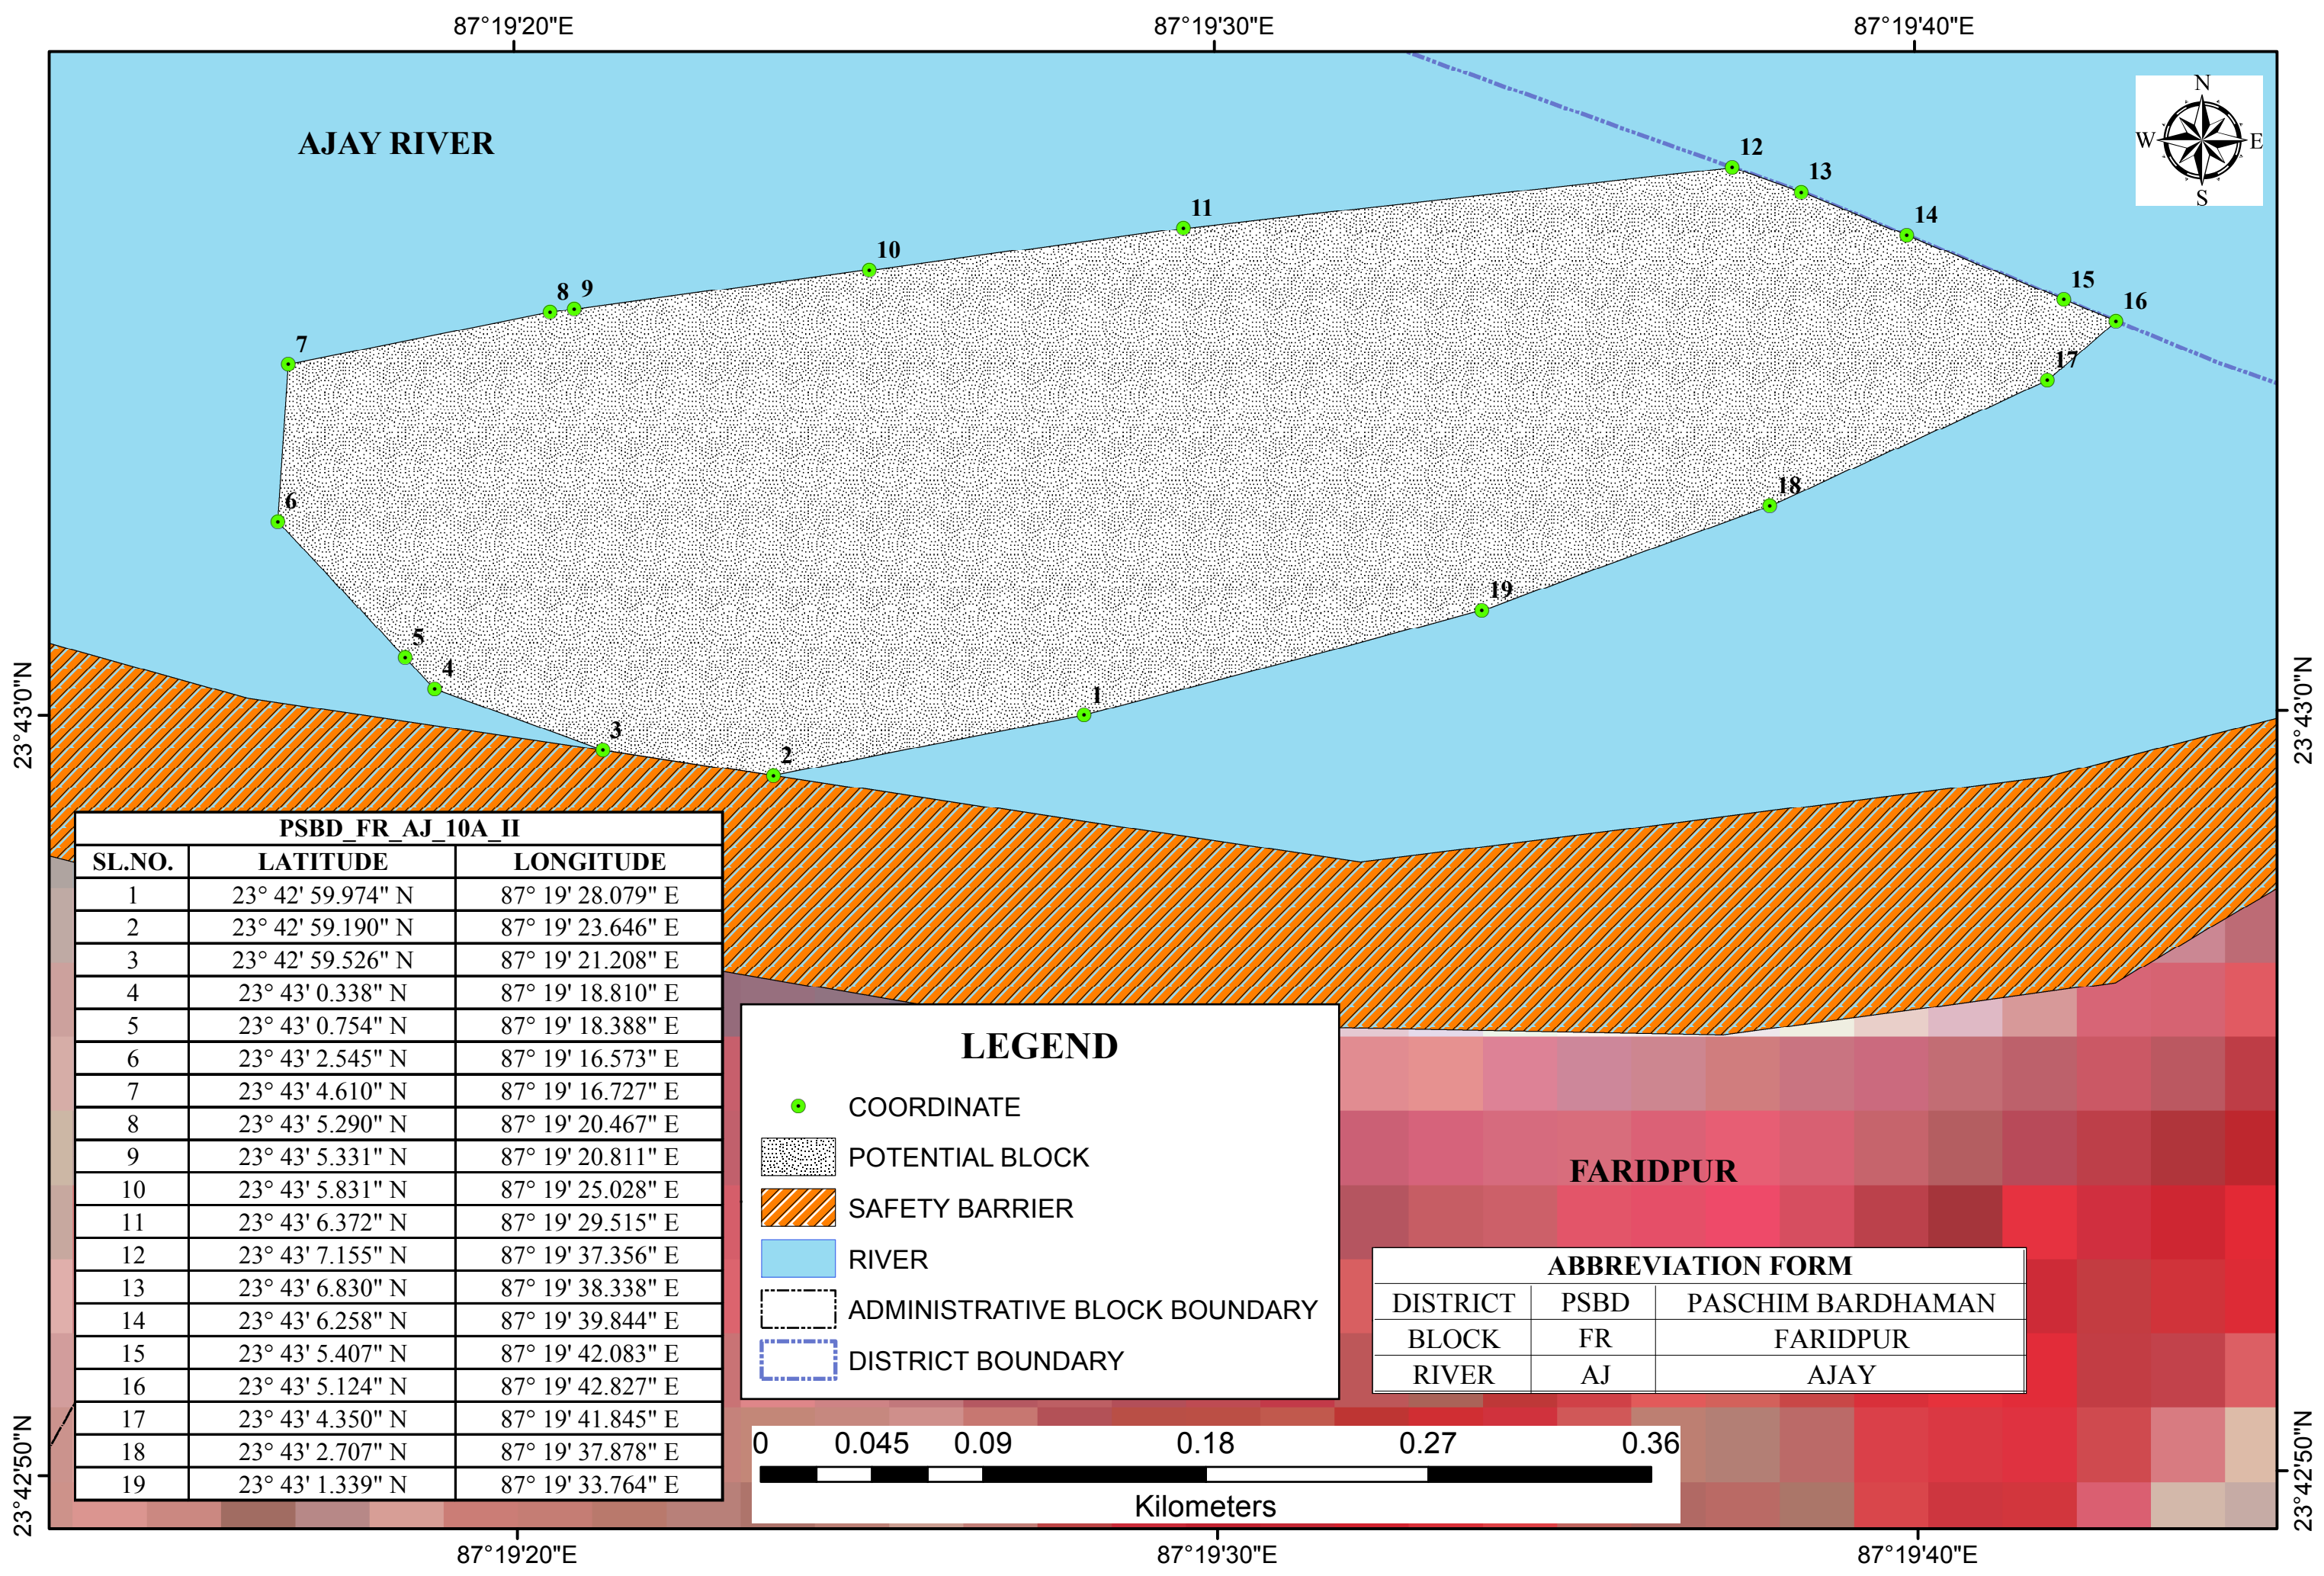 87°19'20"E 87°19'30"E 87°19'40"E
AJAY RIVER
N
W E
S
12
13
14
11
10
15
16
8 9
7
17
6
18
19
5
4
1
3
2
23°43'0"N 23°43'0"N
PSBD_FR_AJ_10A_II
SL.NO. LATITUDE LONGITUDE
1 23° 42' 59.974" N 87° 19' 28.079" E
2 23° 42' 59.190" N 87° 19' 23.646" E
3 23° 42' 59.526" N 87° 19' 21.208" E
4 23° 43' 0.338" N 87° 19' 18.810" E
5 23° 43' 0.754" N 87° 19' 18.388" E
6 23° 43' 2.545" N 87° 19' 16.573" E
7 23° 43' 4.610" N 87° 19' 16.727" E
8 23° 43' 5.290" N 87° 19' 20.467" E
9 23° 43' 5.331" N 87° 19' 20.811" E
10 23° 43' 5.831" N 87° 19' 25.028" E
11 23° 43' 6.372" N 87° 19' 29.515" E
12 23° 43' 7.155" N 87° 19' 37.356" E
13 23° 43' 6.830" N 87° 19' 38.338" E
14 23° 43' 6.258" N 87° 19' 39.844" E
15 23° 43' 5.407" N 87° 19' 42.083" E
16 23° 43' 5.124" N 87° 19' 42.827" E
17 23° 43' 4.350" N 87° 19' 41.845" E
18 23° 43' 2.707" N 87° 19' 37.878" E
19 23° 43' 1.339" N 87° 19' 33.764" E
LEGEND
COORDINATE
POTENTIAL BLOCK
SAFETY BARRIER
RIVER
ADMINISTRATIVE BLOCK BOUNDARY
DISTRICT BOUNDARY
FARIDPUR
ABBREVIATION FORM
DISTRICT PSBD PASCHIM BARDHAMAN
BLOCK FR FARIDPUR
RIVER AJ AJAY
0 0.045 0.09 0.18 0.27 0.36
Kilometers
23°42'50"N 23°42'50"N
87°19'20"E 87°19'30"E 87°19'40"E